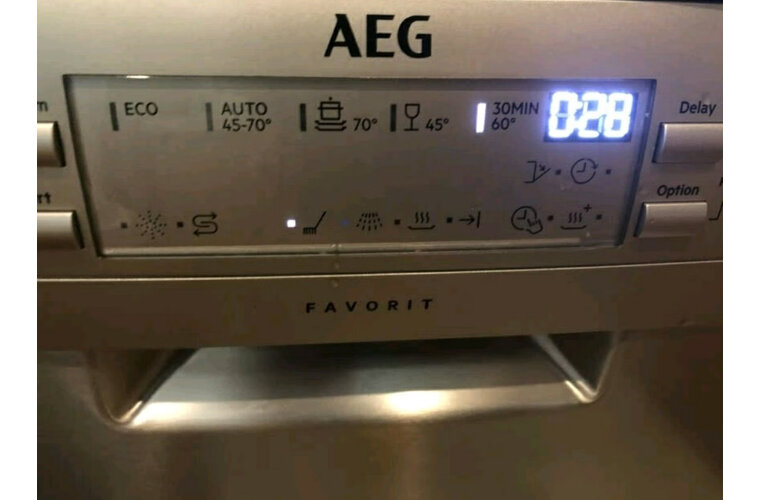 AEG
ECO
AUTO
45-70°
70°
45°
30MIN
60°
0:28
Delay
Option
FAVORIT